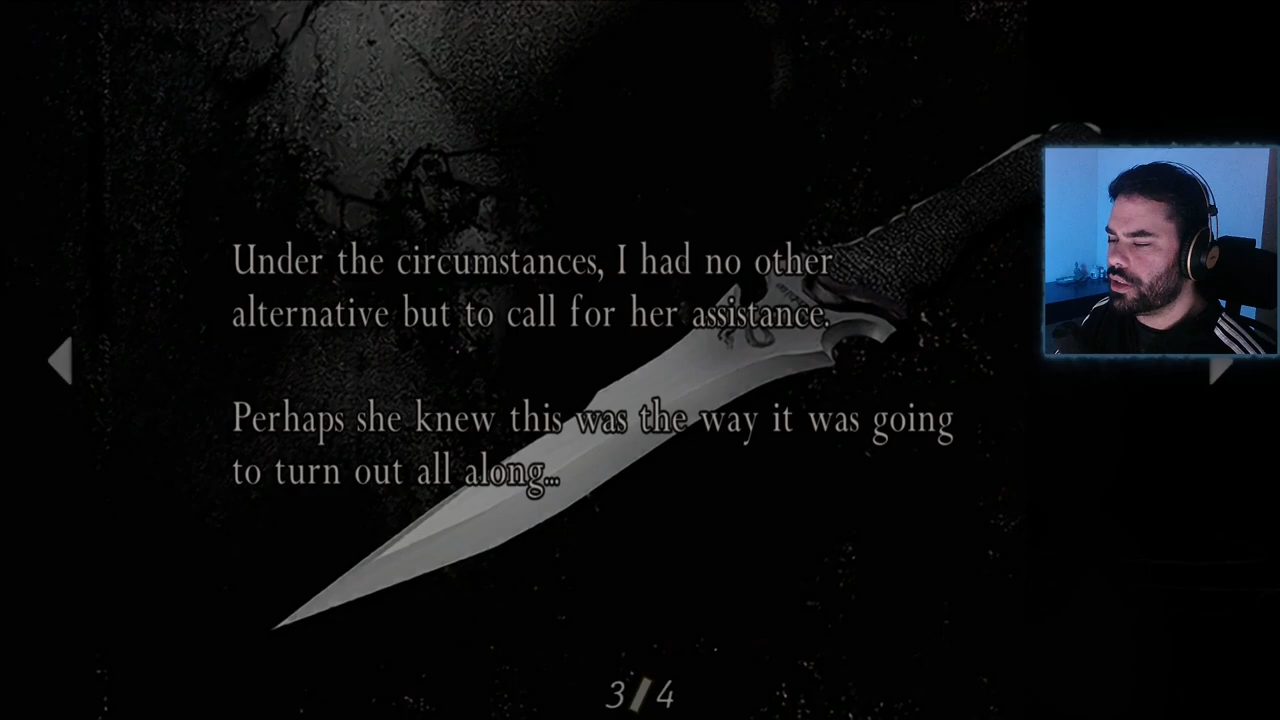 Under the circumstances, I had no other
alternative but to call for her assistance.
Perhaps she knew this was the way it was going
to turn out all along...
3/4